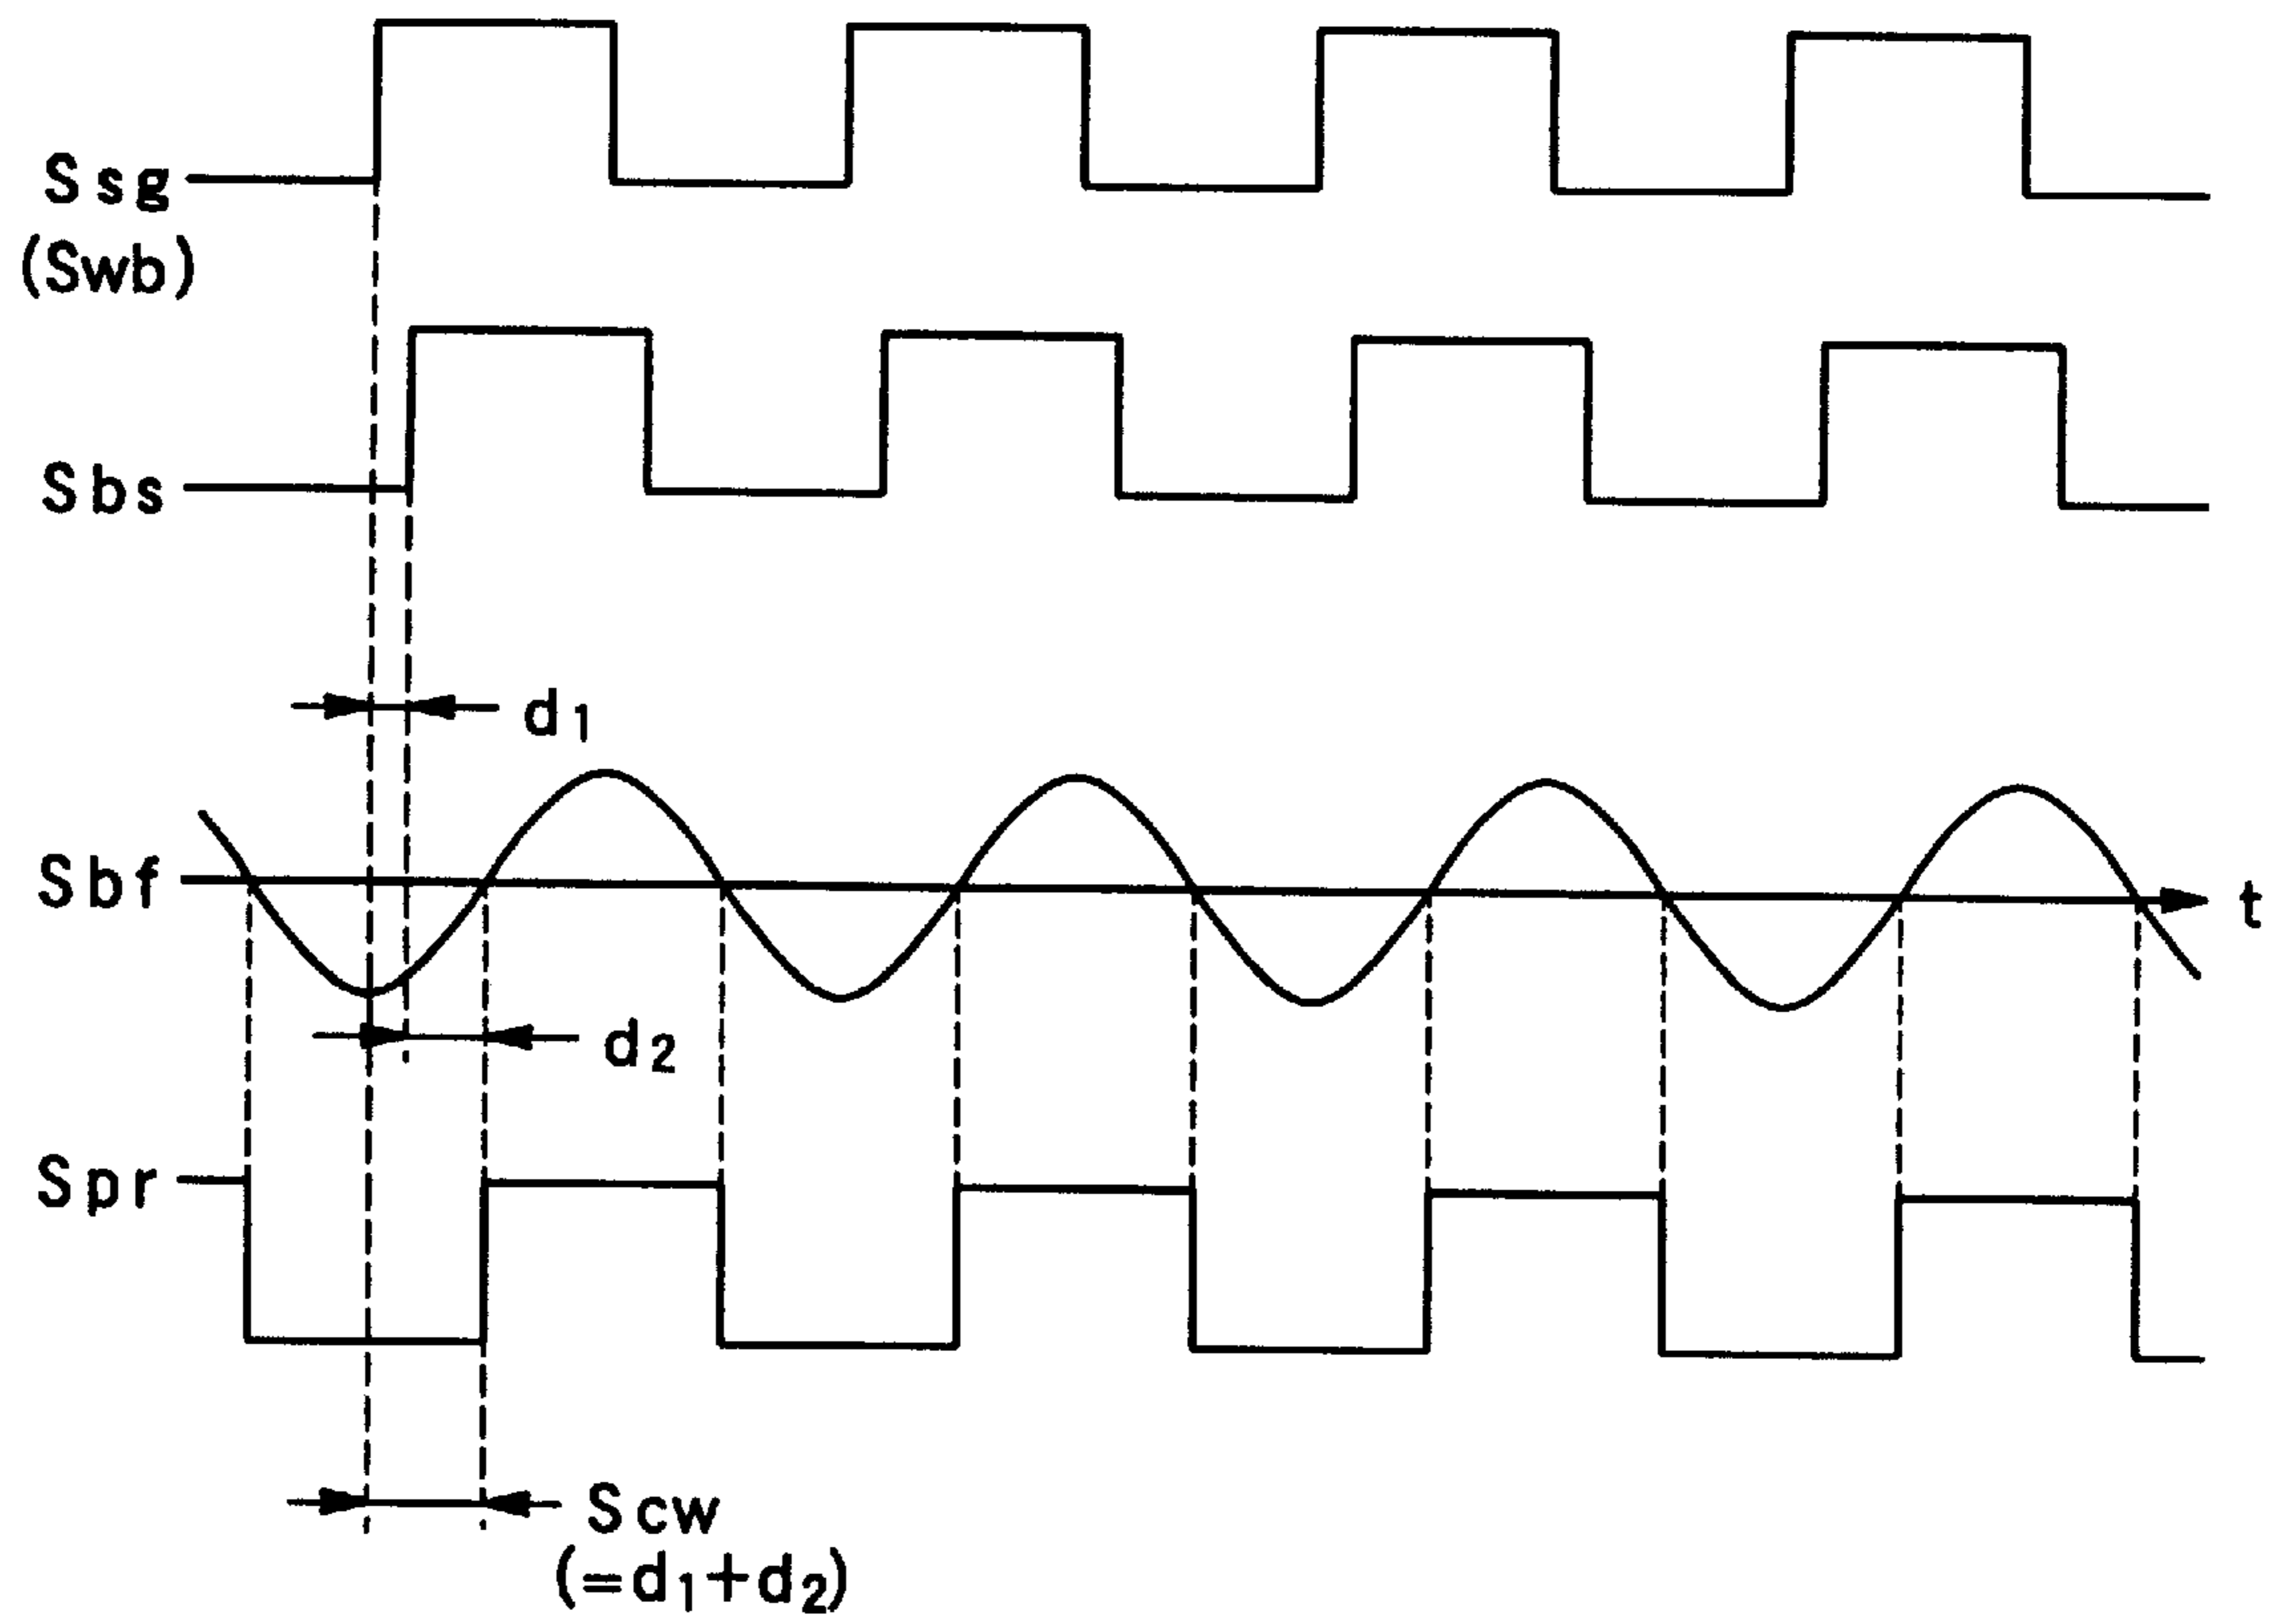 Ssg
(Swb)
Sbs
d1
Sbf
t
d2
Spr
Scw
(=d1+d2)